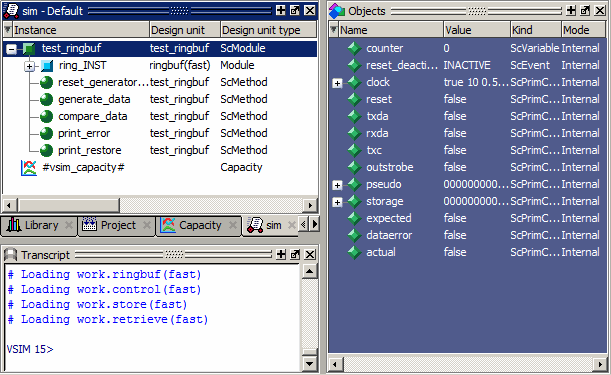 sim - Default
Instance Design unit Design unit type
test_ringbuf test_ringbuf ScModule
ring_INST ringbuf(fast) Module
reset_generator... test_ringbuf ScMethod
generate_data test_ringbuf ScMethod
compare_data test_ringbuf ScMethod
print_error test_ringbuf ScMethod
print_restore test_ringbuf ScMethod
#vsim_capacity# Capacity
Library Project Capacity sim
Transcript
# Loading work.ringbuf(fast)
# Loading work.control(fast)
# Loading work.store(fast)
# Loading work.retrieve(fast)
VSIM 15>
Objects
Name Value Kind Mode
counter 0 ScVariable Internal
reset_deacti... INACTIVE ScEvent Internal
clock true 10 0.5... ScPrimC... Internal
reset false ScPrimC... Internal
txda false ScPrimC... Internal
rxda false ScPrimC... Internal
txc false ScPrimC... Internal
outstrobe false ScPrimC... Internal
pseudo 000000000... ScPrimC... Internal
storage 000000000... ScPrimC... Internal
expected false ScPrimC... Internal
dataerror false ScPrimC... Internal
actual false ScPrimC... Internal